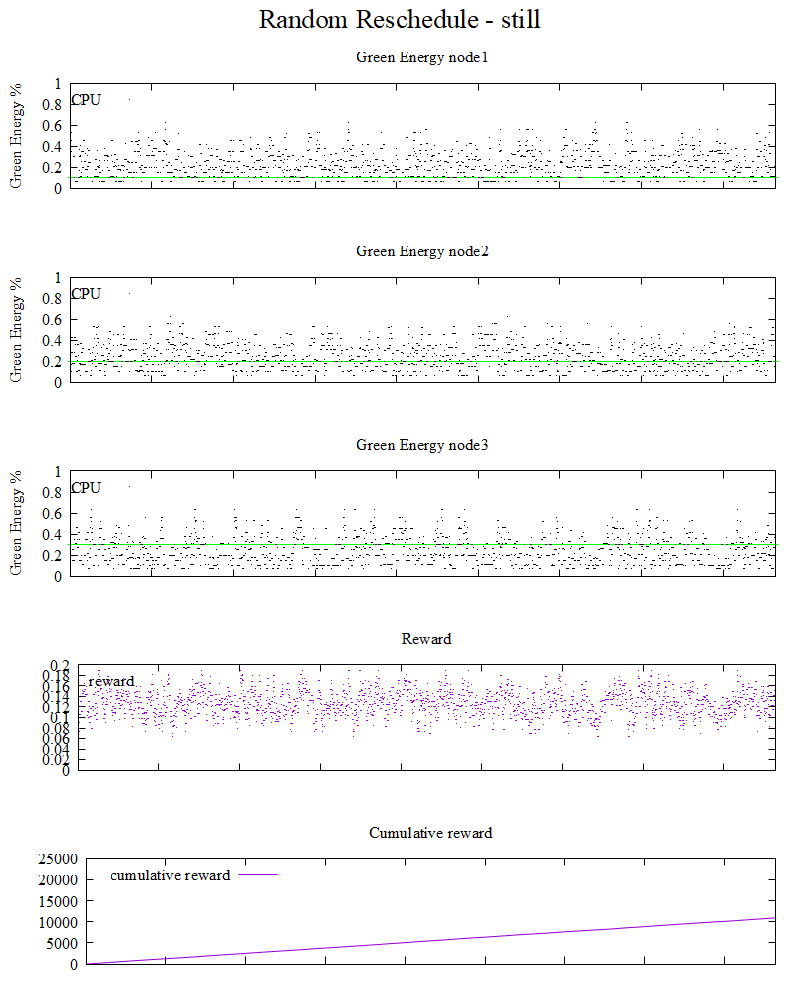 Random Reschedule - still
Green Energy node1
Green Energy %
1
0.8
0.6
0.4
0.2
0
CPU
Green Energy node2
Green Energy %
1
0.8
0.6
0.4
0.2
0
CPU
Green Energy node3
Green Energy %
1
0.8
0.6
0.4
0.2
0
CPU
Reward
0.2
0.18
0.16
0.14
0.12
0.1
0.08
0.06
0.04
0.02
0
reward
Cumulative reward
25000
20000
15000
10000
5000
0
cumulative reward